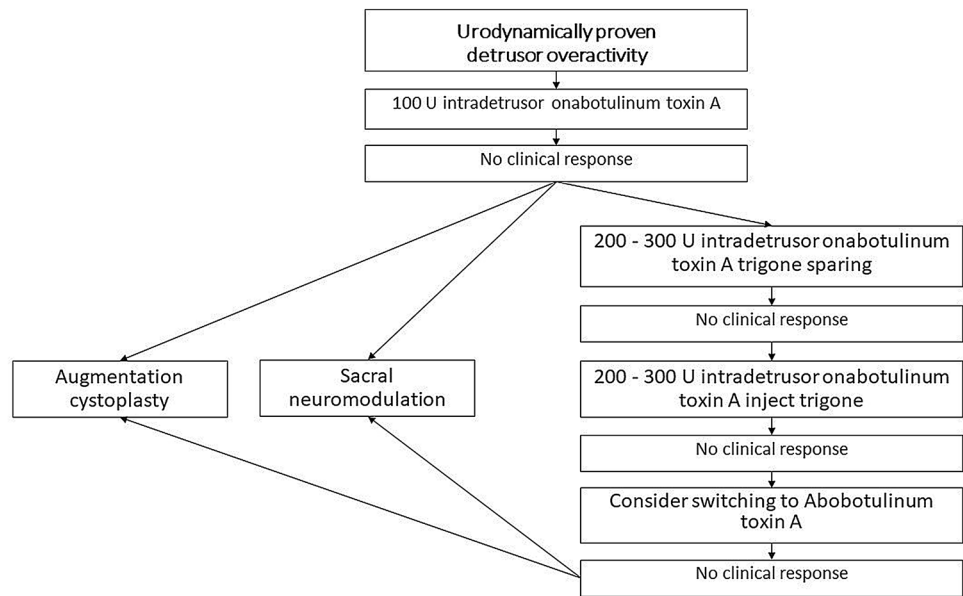 Urodynamically proven
detrusor overactivity
100 U intradetrusor onabotulinum toxin A
No clinical response
200 - 300 U intradetrusor onabotulinum
toxin A trigone sparing
No clinical response
Augmentation
cystoplasty
Sacral
neuromodulation
200 - 300 U intradetrusor onabotulinum
toxin A inject trigone
No clinical response
Consider switching to Abobotulinum
toxin A
No clinical response